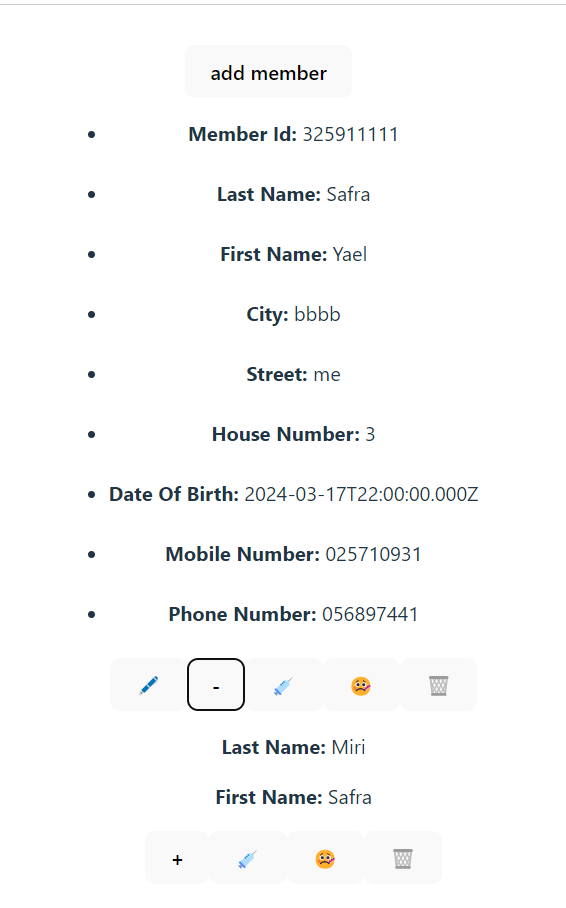 add member
Member Id: 325911111
Last Name: Safra
First Name: Yael
City: bbbb
Street: me
House Number: 3
Date Of Birth: 2024-03-17T22:00:00.000Z
Mobile Number: 025710931
Phone Number: 056897441
-
Last Name: Miri
First Name: Safra
+